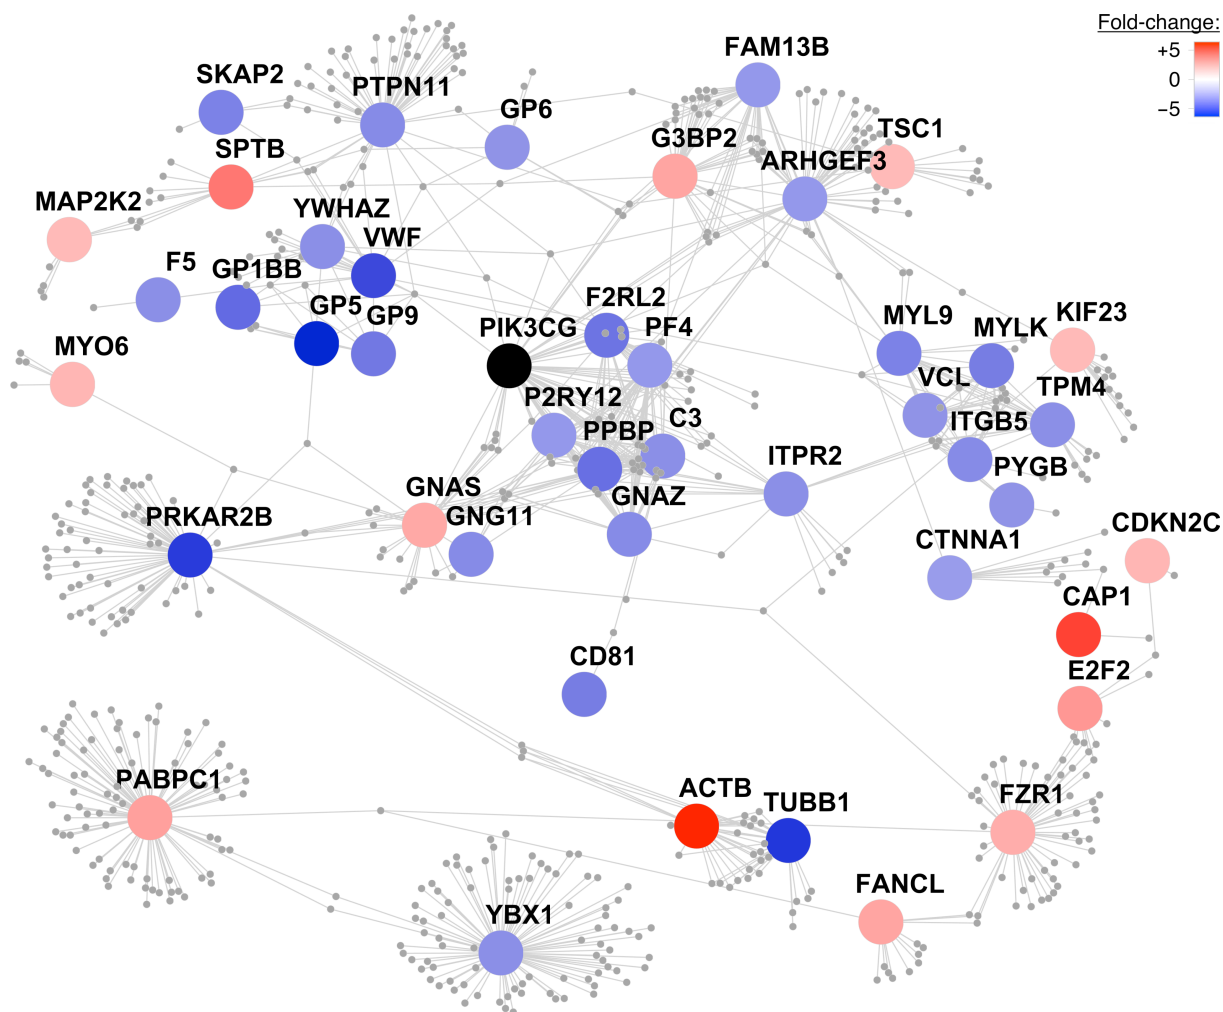 Fold-change:
+5
0
−5
FAM13B
SKAP2
PTPN11
GP6
G3BP2
TSC1
SPTB
ARHGEF3
MAP2K2
YWHAZ
VWF
F5
GP1BB
F2RL2
GP5
GP9
PIK3CG
PF4
MYL9
MYLK
KIF23
MYO6
VCL
TPM4
P2RY12
C3
PPBP
ITGB5
ITPR2
PYGB
GNAS
GNAZ
PRKAR2B
GNG11
CDKN2C
CTNNA1
CAP1
CD81
E2F2
PABPC1
ACTB
TUBB1
FZR1
FANCL
YBX1